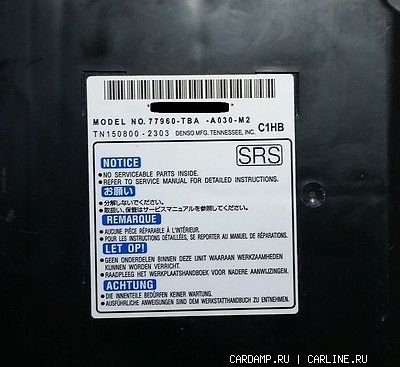 MODEL NO. 77960-TBA -A030-M2
TN150800-2303 DENSO MFG. TENNESSEE, INC. C1HB
NOTICE
SRS
●NO SERVICEABLE PARTS INSIDE.
●REFER TO SERVICE MANUAL FOR DETAILED INSTRUCTIONS.
お願い
●分解しないでください。
●取扱い、保管はサービスマニュアルを参照してください。
REMARQUE
●AUCUNE PIÈCE RÉPARABLE À L'INTÉRIEUR.
●POUR LES INSTRUCTIONS DÉTAILLÉES, SE REPORTER AU MANUEL DE RÉPARATIONS.
LET OP!
●GEEN ONDERDELEN BINNEN DEZE UNIT WAARAAN WERKZAAMHEDEN
KUNNEN WORDEN VERRICHT.
●RAADPLEEG HET WERKPLAATSHANDBOEK VOOR NADERE AANWIJZINGEN.
ACHTUNG
●DIE INNENTEILE BEDÜRFEN KEINER WARTUNG.
●AUSFÜHRLICHE ANWEISUNGEN SIND DEM WERKSTATTHANDBUCH ZU ENTNEHMEN.
CARDAMP.RU | CARLINE.RU